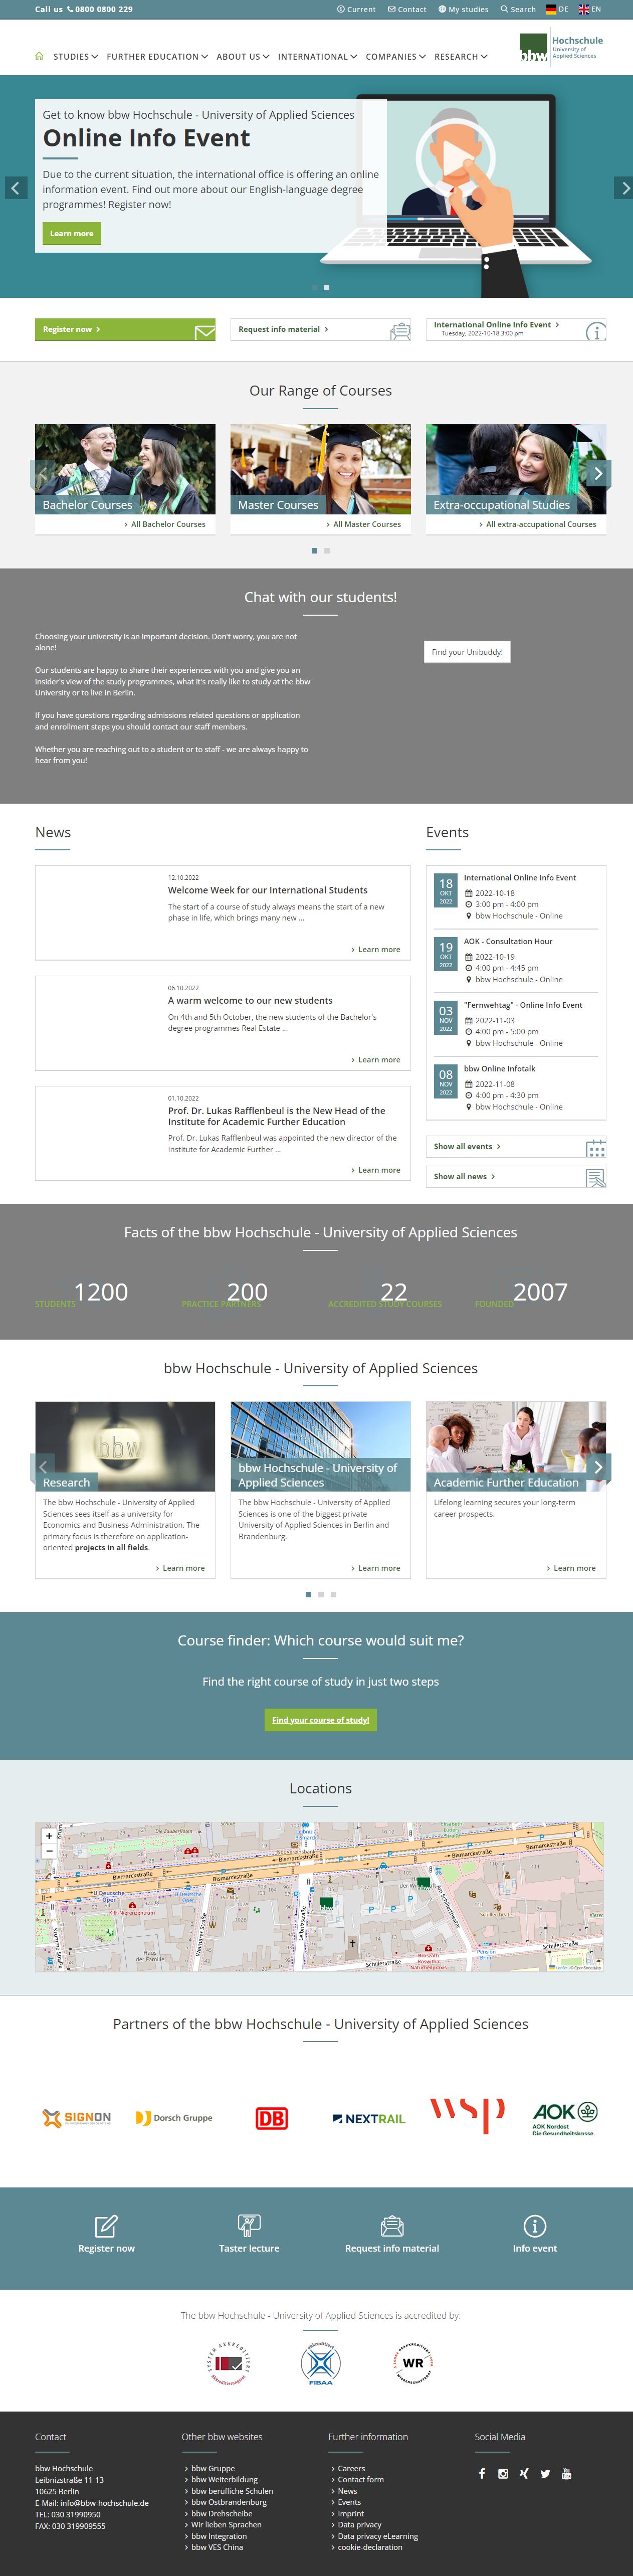 Call us 0800 0800 229
Current Contact My studies Search DE EN
STUDIES FURTHER EDUCATION ABOUT US INTERNATIONAL COMPANIES RESEARCH
bbw Hochschule
University of
Applied Sciences
Get to know bbw Hochschule - University of Applied Sciences
Online Info Event
Due to the current situation, the international office is offering an online
information event. Find out more about our English-language degree
programmes! Register now!
Learn more
Register now
Request info material
International Online Info Event
Tuesday, 2022-10-18 3:00 pm
Our Range of Courses
Bachelor Courses
All Bachelor Courses
Master Courses
All Master Courses
Extra-occupational Studies
All extra-occupational Courses
Chat with our students!
Choosing your university is an important decision. Don't worry, you are not
alone!
Our students are happy to share their experiences with you and give you an
insider's view of the study programmes, what it's really like to study at the bbw
University or to live in Berlin.
If you have questions regarding admissions related questions or application
and enrollment steps you should contact our staff members.
Whether you are reaching out to a student or to staff - we are always happy to
hear from you!
Find your Unibuddy!
News
12.10.2022
Welcome Week for our International Students
The start of a course of study always means the start of a new
phase in life, which brings many new ...
Learn more
06.10.2022
A warm welcome to our new students
On 4th and 5th October, the new students of the Bachelor's
degree programmes Real Estate ...
Learn more
01.10.2022
Prof. Dr. Lukas Rafflenbeul is the New Head of the
Institute for Academic Further Education
Prof. Dr. Lukas Rafflenbeul was appointed the new director of the
Institute for Academic Further ...
Learn more
Events
18 OKT 2022
International Online Info Event
2022-10-18
3:00 pm - 4:00 pm
bbw Hochschule - Online
19 OKT 2022
AOK - Consultation Hour
2022-10-19
4:00 pm - 4:45 pm
bbw Hochschule - Online
03 NOV 2022
"Fernwehtag" - Online Info Event
2022-11-03
4:00 pm - 5:00 pm
bbw Hochschule - Online
08 NOV 2022
bbw Online Infotalk
2022-11-08
4:00 pm - 4:30 pm
bbw Hochschule - Online
Show all events
Show all news
Facts of the bbw Hochschule - University of Applied Sciences
STUDENTS 1200
PRACTICE PARTNERS 200
ACCREDITED STUDY COURSES 22
FOUNDED 2007
bbw Hochschule - University of Applied Sciences
bbw
Research
The bbw Hochschule - University of Applied
Sciences sees itself as a university for
Economics and Business Administration. The
primary focus is therefore on application-
oriented projects in all fields.
Learn more
bbw Hochschule - University of
Applied Sciences
The bbw Hochschule - University of Applied
Sciences is one of the biggest private
University of Applied Sciences in Berlin and
Brandenburg.
Learn more
Academic Further Education
Lifelong learning secures your long-term
career prospects.
Learn more
Course finder: Which course would suit me?
Find the right course of study in just two steps
Find your course of study!
Locations
+
−
Bismarckstraße
Bismarckstraße
Bismarckstraße
Bismarckstraße
Bismarckstraße
U Deutsche
Oper
Haus
der Familie
Weimarer Straße
Leibnizstraße
Krumme Straße
Schillerstraße
Schillerstraße
Schillertheater
Partners of the bbw Hochschule - University of Applied Sciences
SIGNON
Dorsch Gruppe
DB
NEXTRAIL
wsp
AOK
AOK Nordost
Die Gesundheitskasse.
Register now
Taster lecture
Request info material
Info event
The bbw Hochschule - University of Applied Sciences is accredited by:
FIBAA
WR
Contact
bbw Hochschule
Leibnizstraße 11-13
10625 Berlin
E-Mail: info@bbw-hochschule.de
TEL: 030 31990950
FAX: 030 319909555
Other bbw websites
bbw Gruppe
bbw Weiterbildung
bbw berufliche Schulen
bbw Ostbrandenburg
bbw Drehscheibe
Wir lieben Sprachen
bbw Integration
bbw VES China
Further information
Careers
Contact form
News
Events
Imprint
Data privacy
Data privacy eLearning
cookie-declaration
Social Media